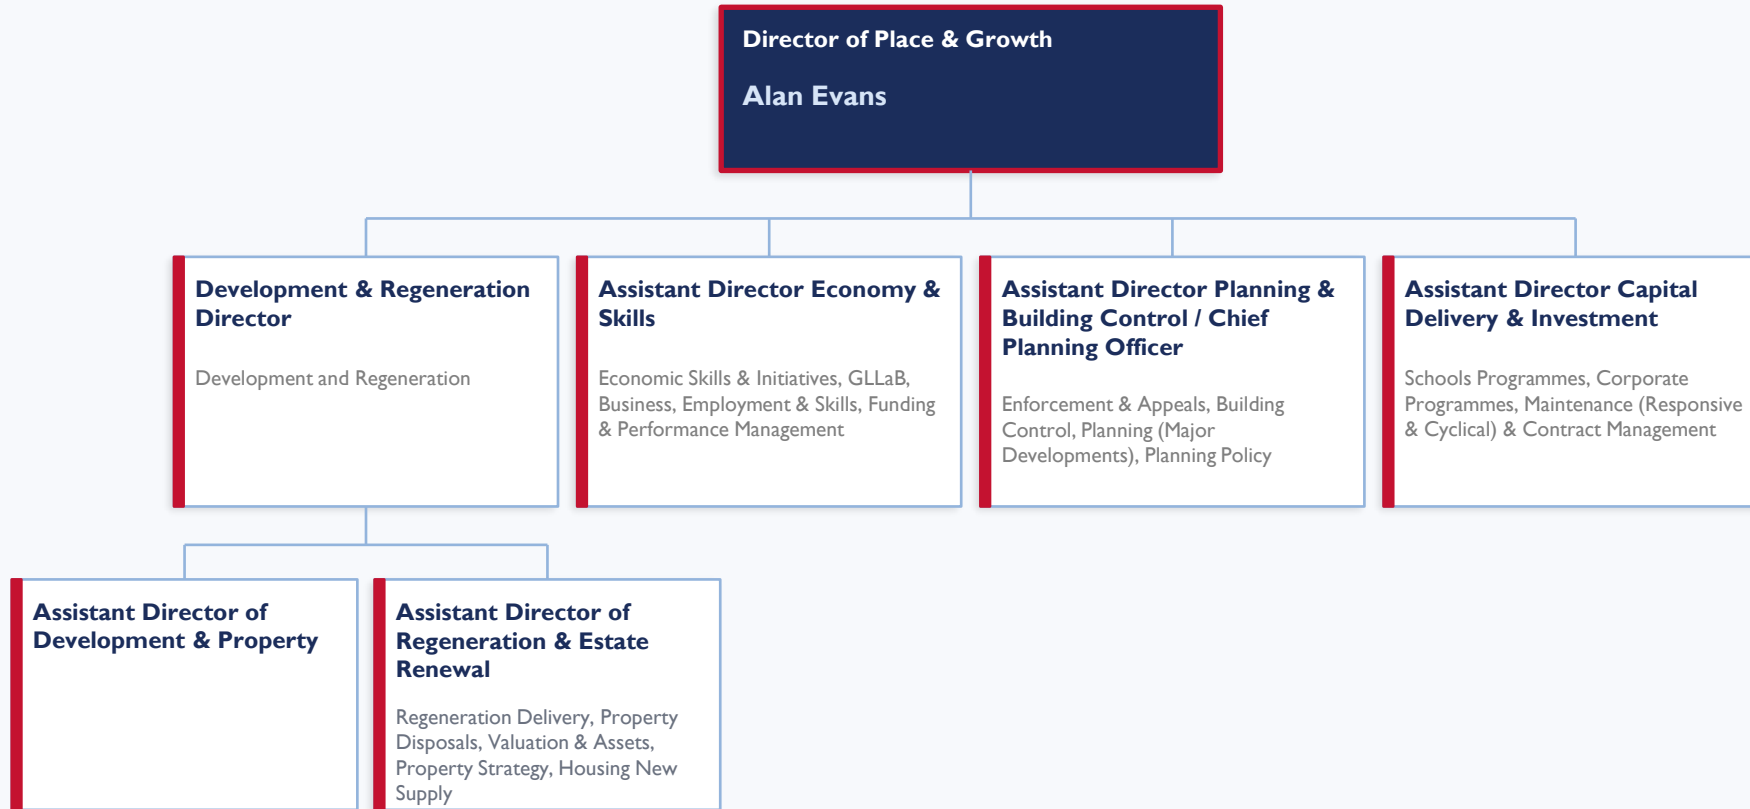 Director of Place & Growth
Alan Evans
Development & Regeneration
Director
Development and Regeneration
Assistant Director Economy &
Skills
Economic Skills & Initiatives, GLLaB,
Business, Employment & Skills, Funding
& Performance Management
Assistant Director Planning &
Building Control / Chief
Planning Officer
Enforcement & Appeals, Building
Control, Planning (Major
Developments), Planning Policy
Assistant Director Capital
Delivery & Investment
Schools Programmes, Corporate
Programmes, Maintenance (Responsive
& Cyclical) & Contract Management
Assistant Director of
Development & Property
Assistant Director of
Regeneration & Estate
Renewal
Regeneration Delivery, Property
Disposals, Valuation & Assets,
Property Strategy, Housing New
Supply